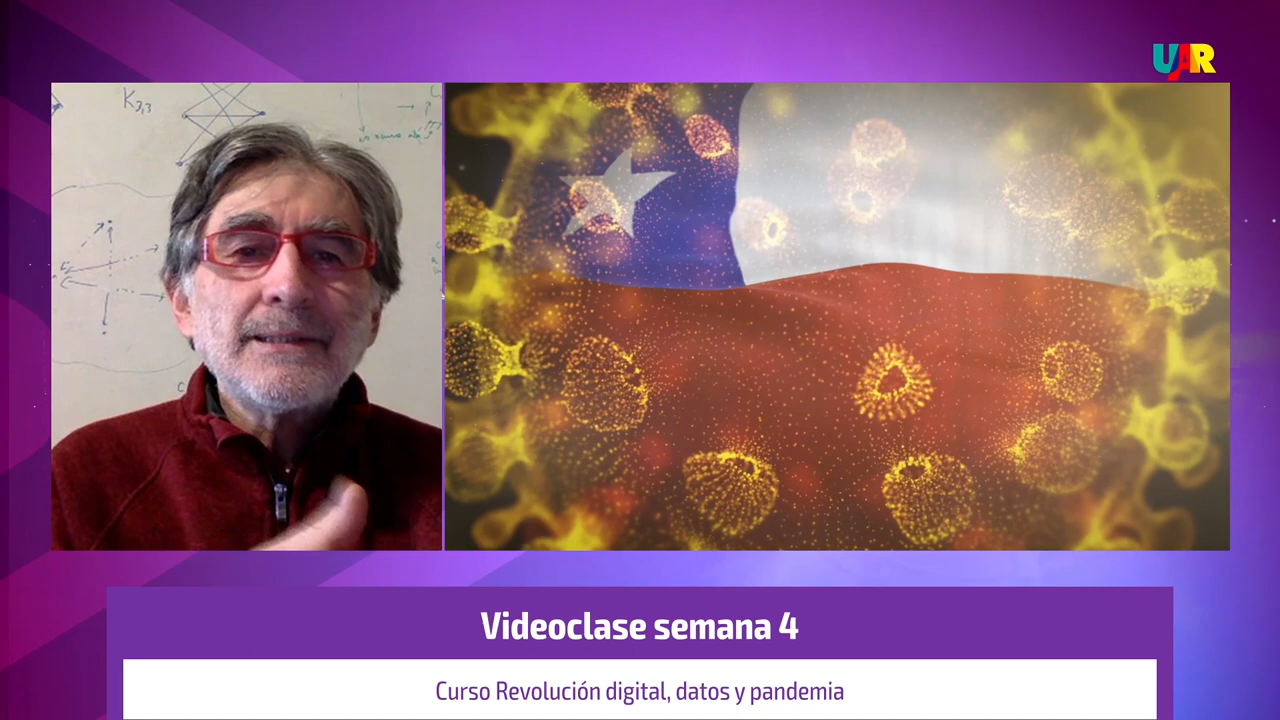 UAR
K3,3
Videoclase semana 4
Curso Revolución digital, datos y pandemia